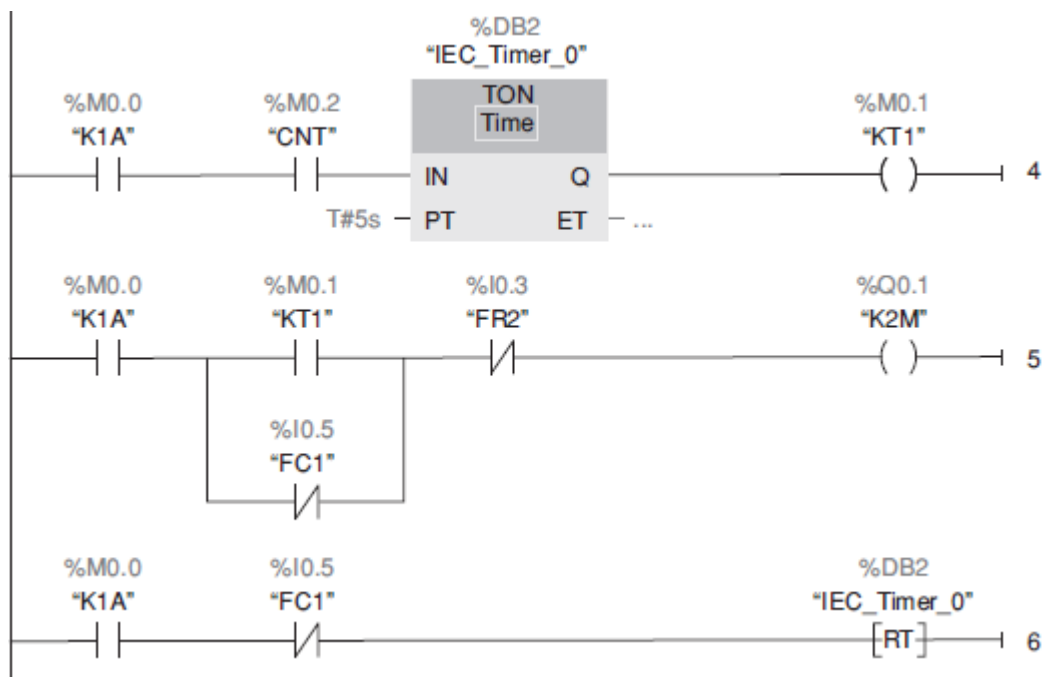 %DB2
“IEC_Timer_0”
%M0.0 %M0.2 TON %M0.1
“K1A” “CNT” Time “KT1”
IN Q 4
T#5s PT ET ...
%M0.0 %M0.1 %I0.3 %Q0.1
“K1A” “KT1” “FR2” “K2M”
5
%I0.5
“FC1”
%M0.0 %I0.5 %DB2
“K1A” “FC1” “IEC_Timer_0”
RT 6